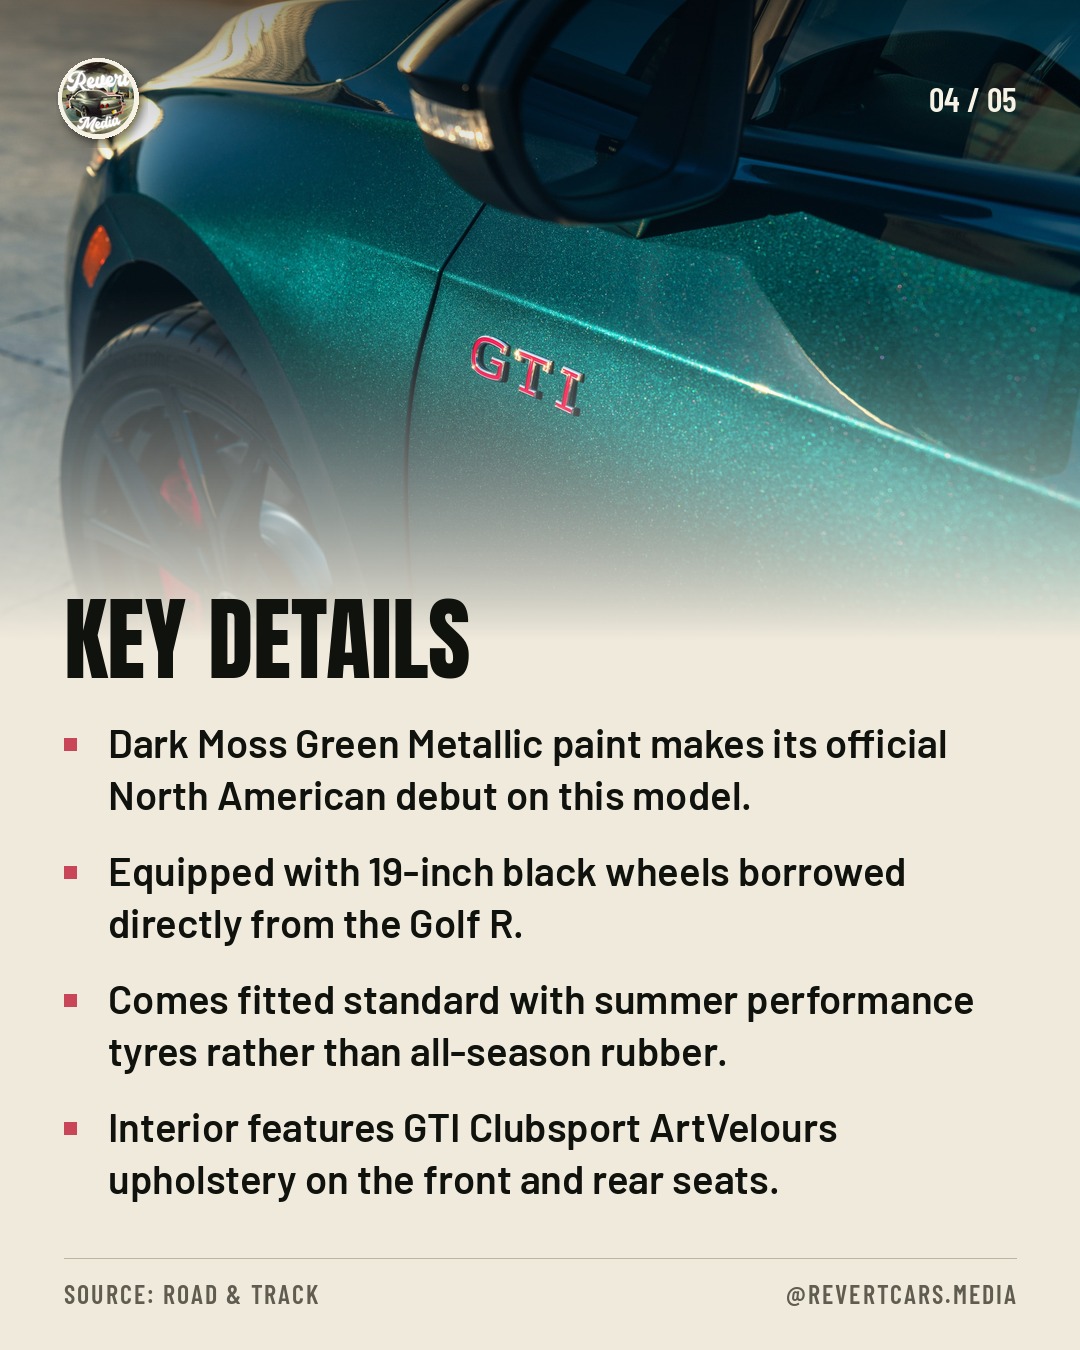 Revert
Media
04 / 05
GTI
KEY DETAILS
Dark Moss Green Metallic paint makes its official
North American debut on this model.
Equipped with 19-inch black wheels borrowed
directly from the Golf R.
Comes fitted standard with summer performance
tyres rather than all-season rubber.
Interior features GTI Clubsport ArtVelours
upholstery on the front and rear seats.
SOURCE: ROAD & TRACK
@REVERTCARS.MEDIA